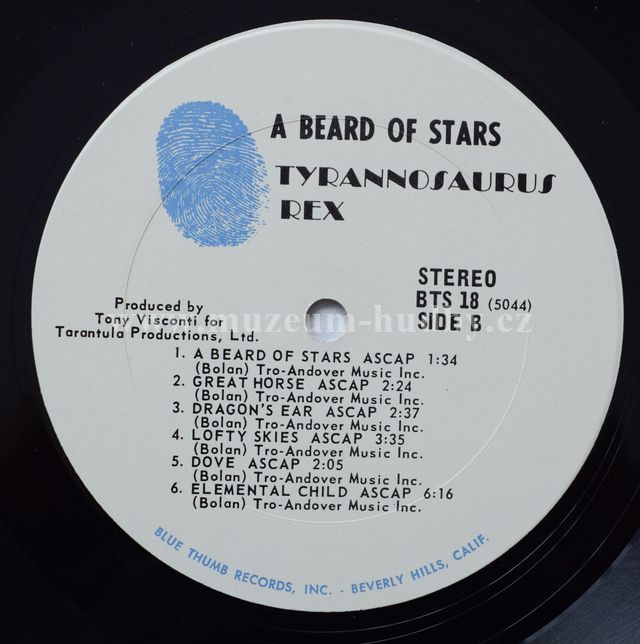 A BEARD OF STARS
TYRANNOSAURUS
REX
STEREO
BTS 18 (5044)
SIDE B
Produced by
Tony Visconti for
Tarantula Productions, Ltd.
www.muzeum-hudby.cz
1. A BEARD OF STARS ASCAP 1:34
(Bolan) Tro-Andover Music Inc.
2. GREAT HORSE ASCAP 2:24
(Bolan) Tro-Andover Music Inc.
3. DRAGON'S EAR ASCAP 2:37
(Bolan) Tro-Andover Music Inc.
4. LOFTY SKIES ASCAP 3:35
(Bolan) Tro-Andover Music Inc.
5. DOVE ASCAP 2:05
(Bolan) Tro-Andover Music Inc.
6. ELEMENTAL CHILD ASCAP 6:16
(Bolan) Tro-Andover Music Inc.
BLUE THUMB RECORDS, INC. - BEVERLY HILLS, CALIF.